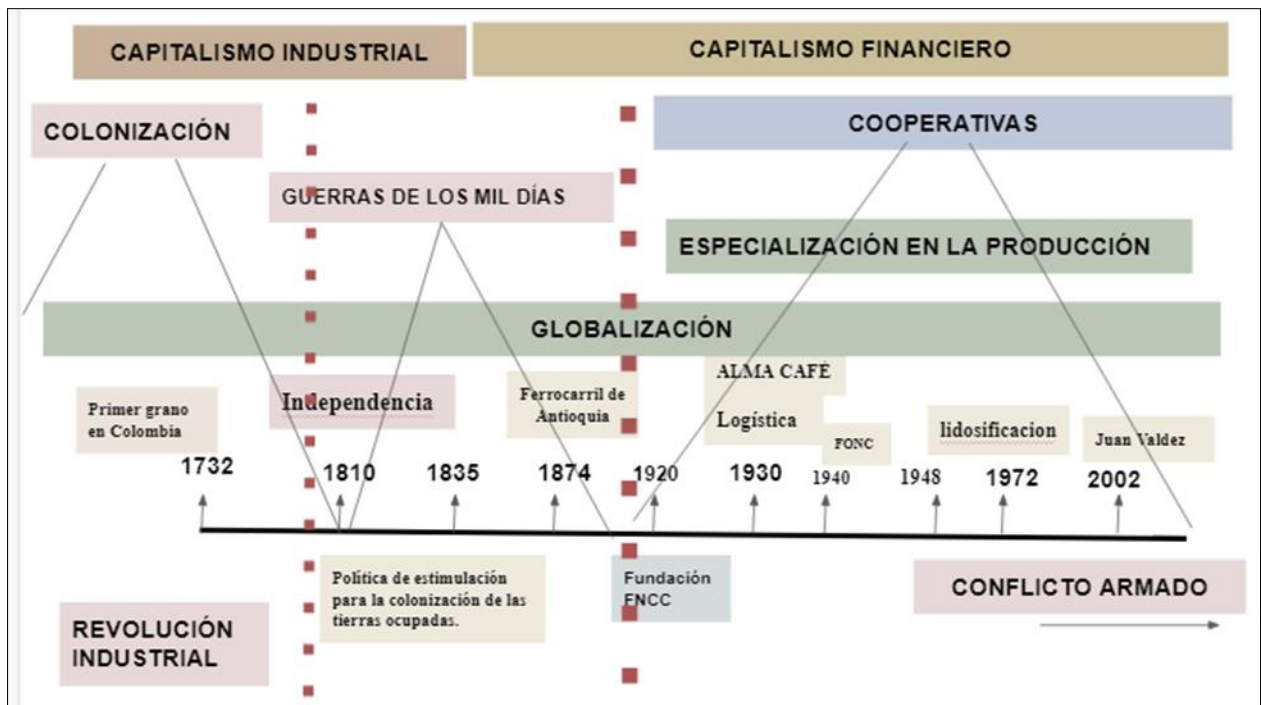 CAPITALISMO INDUSTRIAL
CAPITALISMO FINANCIERO
COLONIZACIÓN
COOPERATIVAS
GUERRAS DE LOS MIL DÍAS
ESPECIALIZACIÓN EN LA PRODUCCIÓN
GLOBALIZACIÓN
Primer grano
en Colombia
Independencia
Ferrocarril de
Antioquia
ALMA CAFÉ
Logística
FONC
lidosificacion
Juan Valdez
1732
1810
1835
1874
1920
1930
1940
1948
1972
2002
Política de estimulación
para la colonización de las
tierras ocupadas.
Fundación
FNCC
CONFLICTO ARMADO
REVOLUCIÓN
INDUSTRIAL